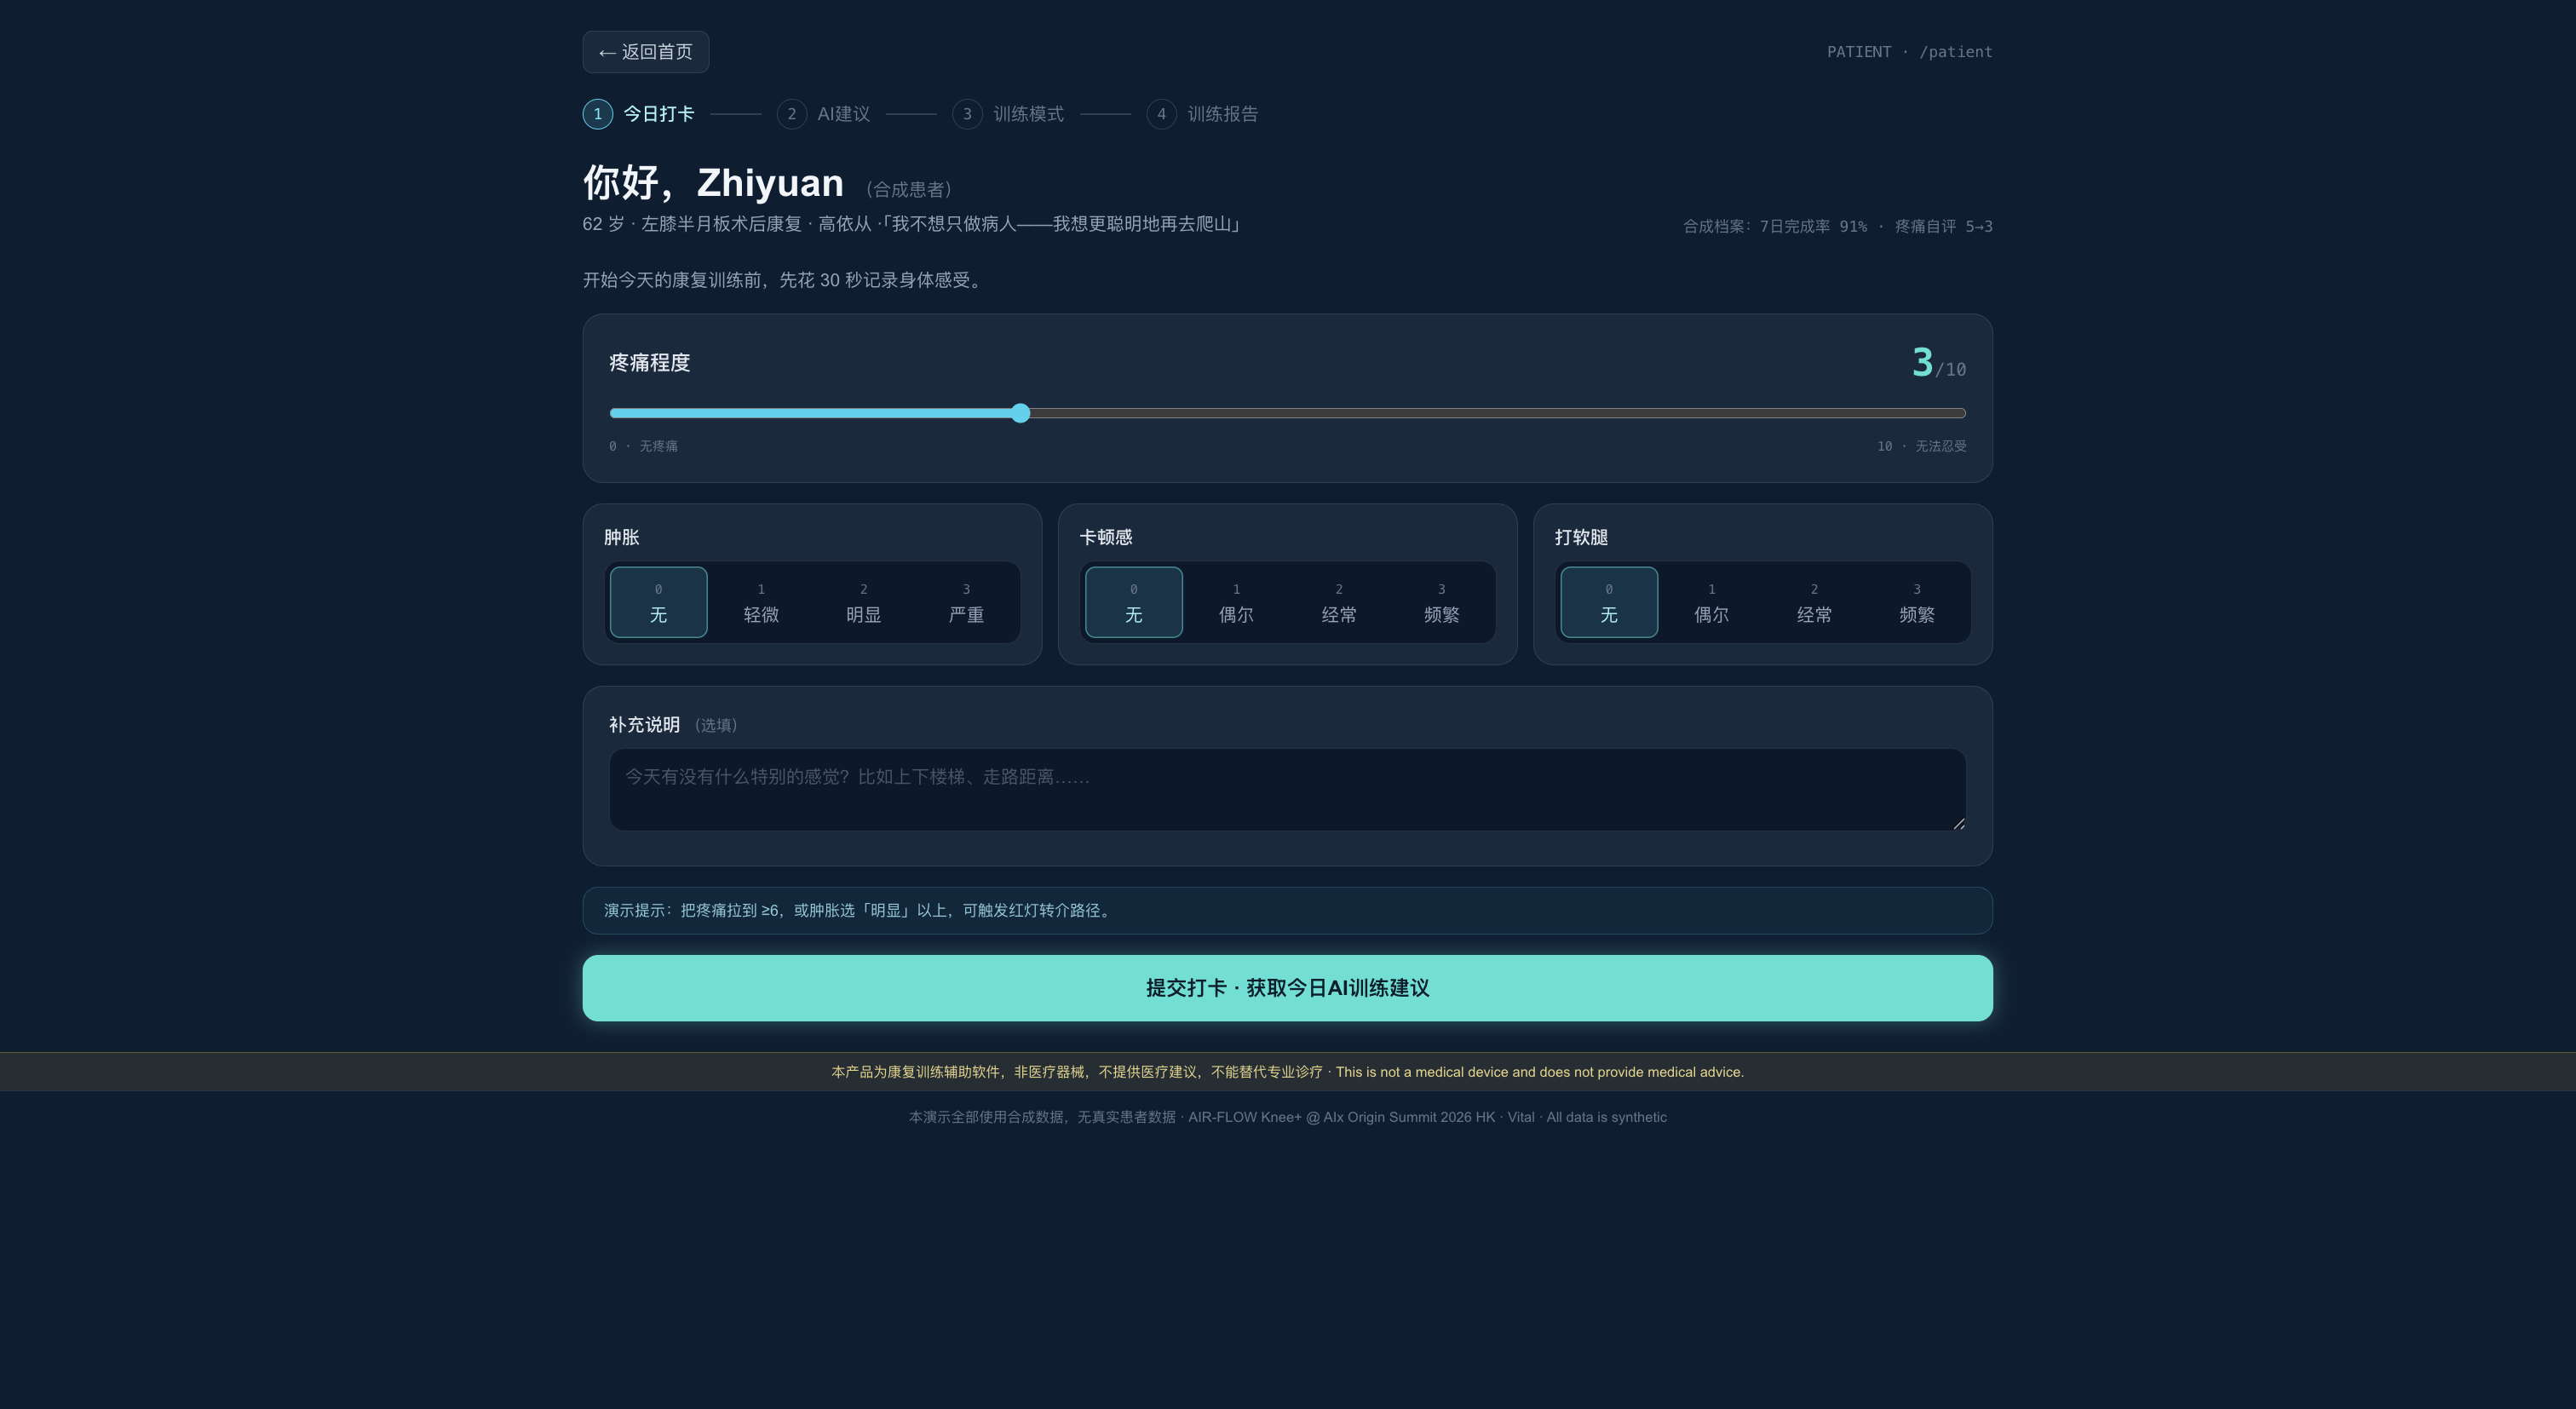 ← 返回首页
PATIENT · /patient
1 今日打卡 2 AI建议 3 训练模式 4 训练报告
你好，Zhiyuan （合成患者）
62 岁 · 左膝半月板术后康复 · 高依从 ·「我不想只做病人——我想更聪明地再去爬山」
合成档案：7日完成率 91% · 疼痛自评 5→3
开始今天的康复训练前，先花 30 秒记录身体感受。
疼痛程度
3/10
0 · 无疼痛
10 · 无法忍受
肿胀
0 1 2 3
无 轻微 明显 严重
卡顿感
0 1 2 3
无 偶尔 经常 频繁
打软腿
0 1 2 3
无 偶尔 经常 频繁
补充说明 （选填）
今天有没有什么特别的感觉？比如上下楼梯、走路距离……
演示提示：把疼痛拉到 ≥6，或肿胀选「明显」以上，可触发红灯转介路径。
提交打卡 · 获取今日AI训练建议
本产品为康复训练辅助软件，非医疗器械，不提供医疗建议，不能替代专业诊疗 · This is not a medical device and does not provide medical advice.
本演示全部使用合成数据，无真实患者数据 · AIR-FLOW Knee+ @ AIx Origin Summit 2026 HK · Vital · All data is synthetic